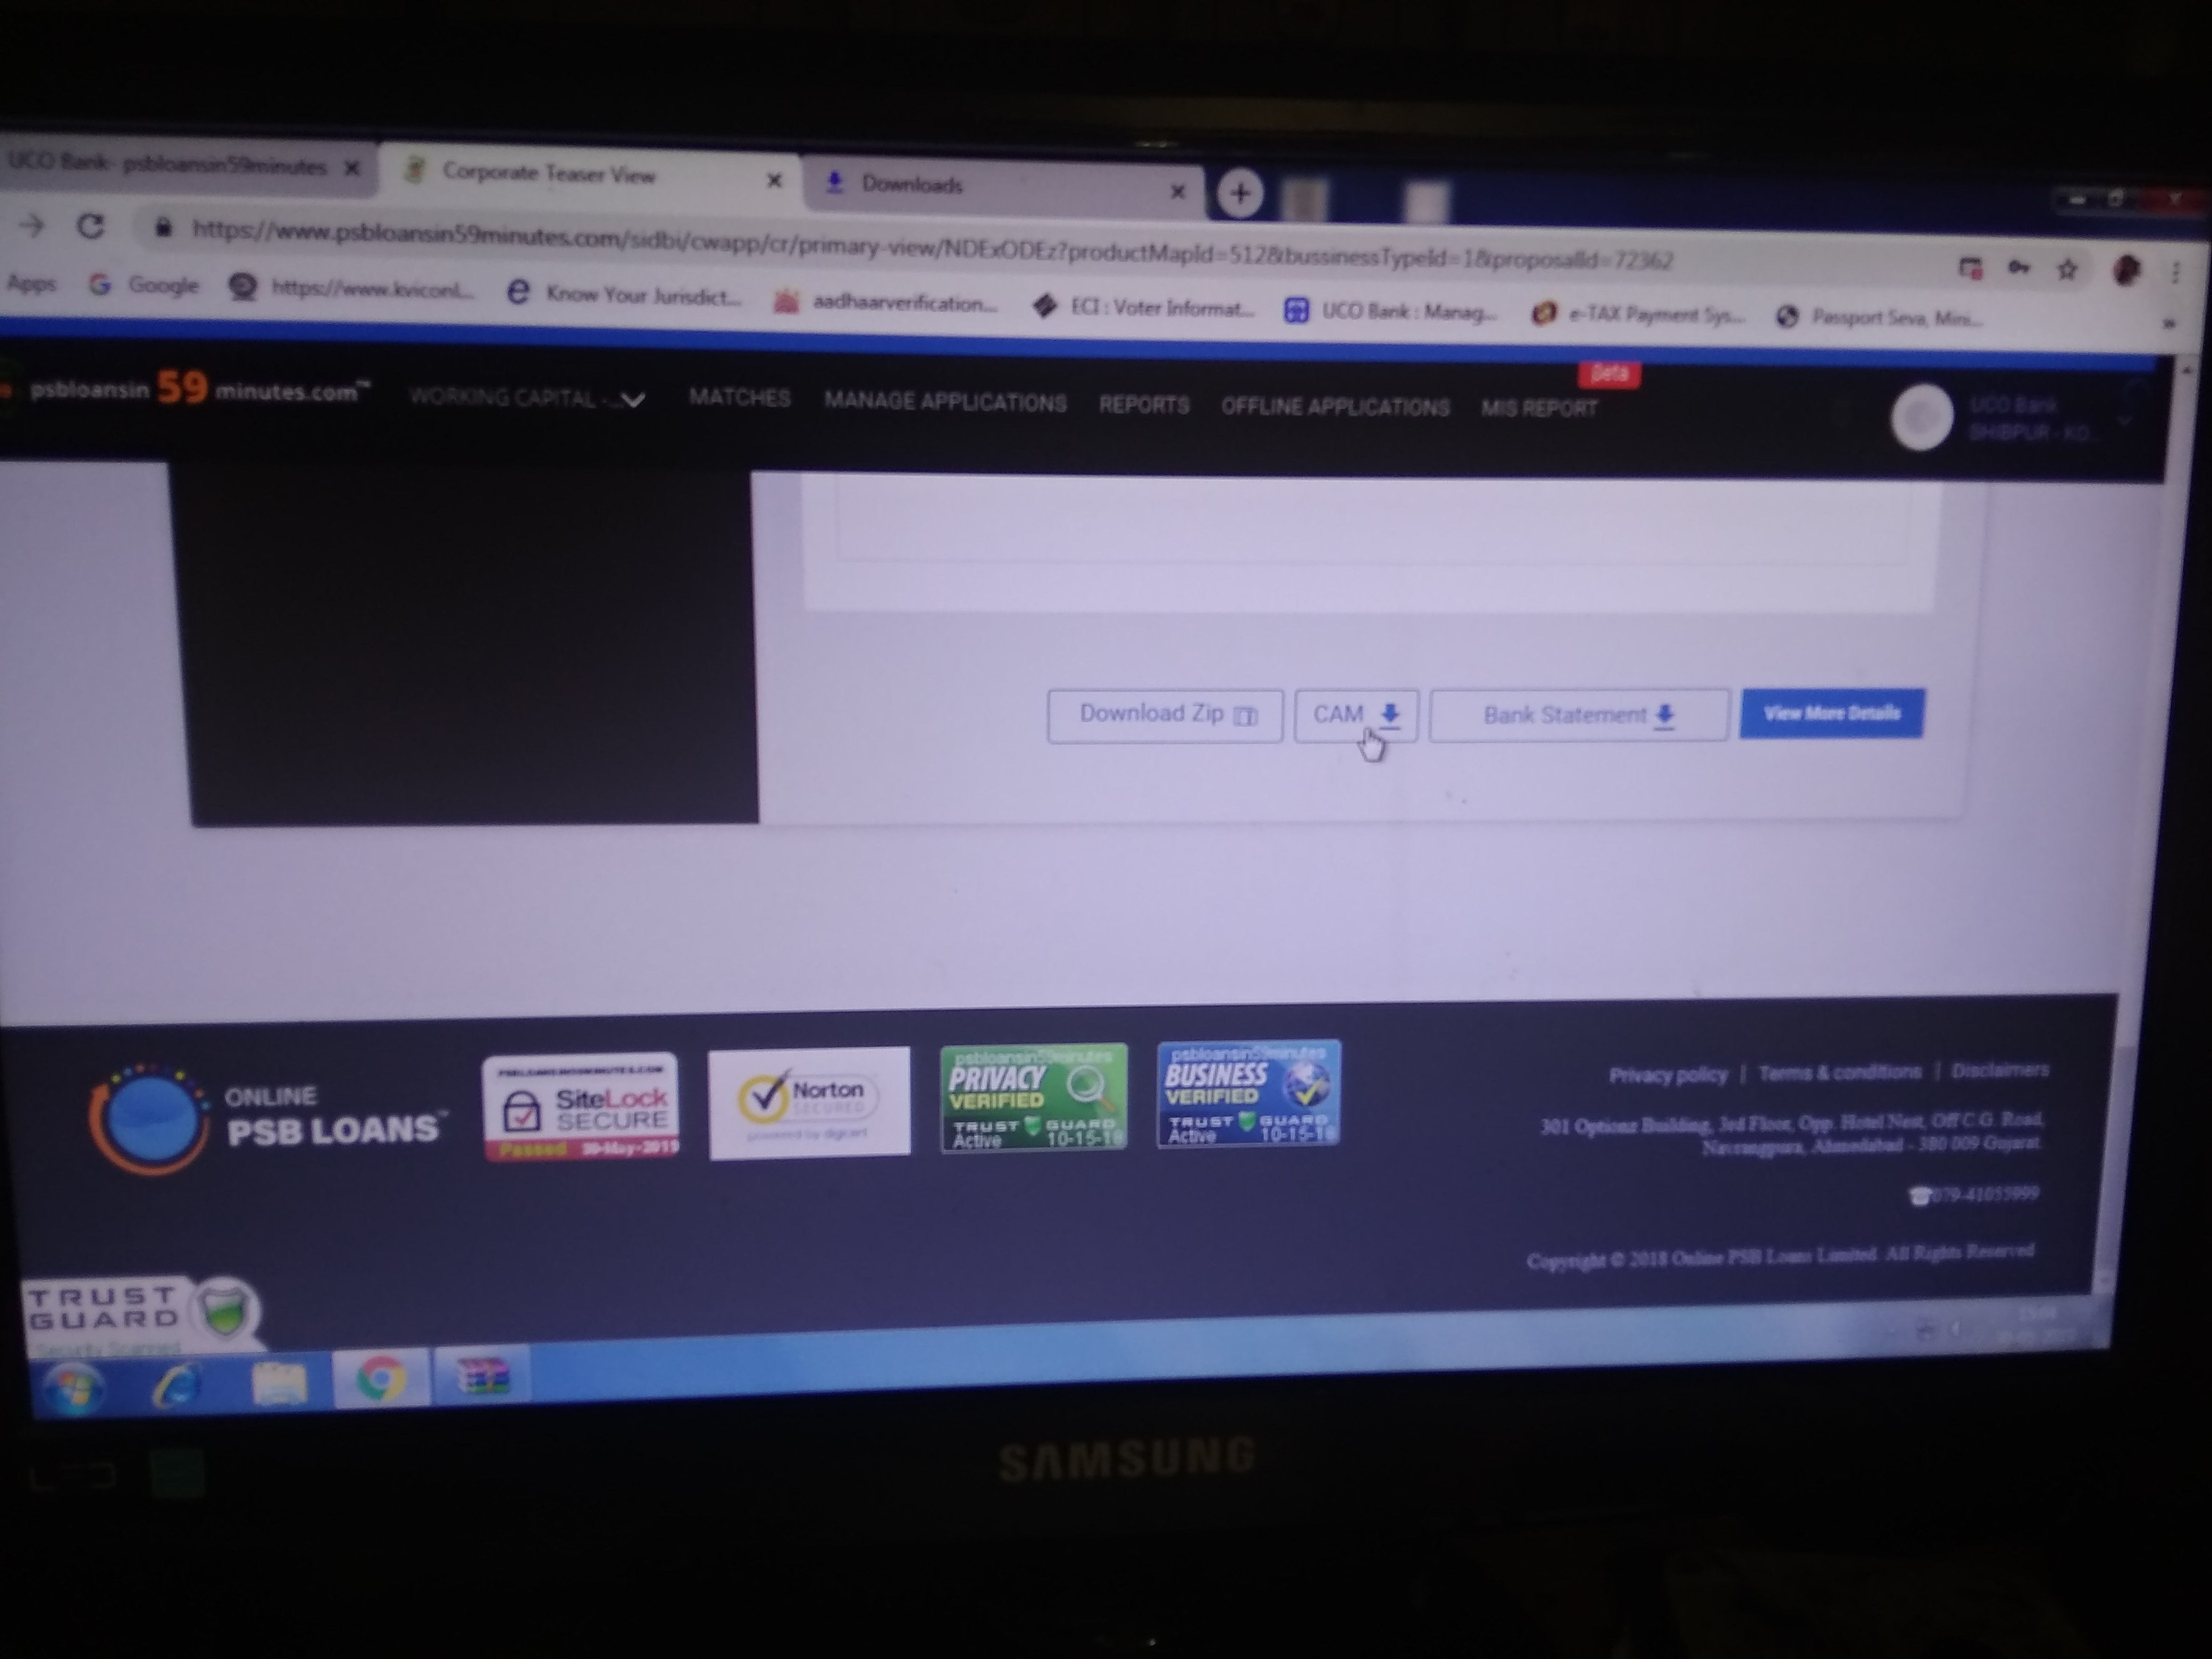 UCO Bank- psbloansin59minutes
Corporate Teaser View
Downloads
https://www.psbloansin59minutes.com/sidbi/cwapp/cr/primary-view/NDExODEz?productMapId=512&bussinessTypeId=1&proposalId=72362
Apps
Google
https://www.kviconl...
Know Your Jurisdict...
aadhaarverification...
ECI : Voter Informat...
UCO Bank : Manag...
e-TAX Payment Sys...
Passport Seva, Mini...
psbloansin 59 minutes.com™
WORKING CAPITAL -...
MATCHES
MANAGE APPLICATIONS
REPORTS
OFFLINE APPLICATIONS
MIS REPORT
Beta
UCO Bank
SHIBPUR - KO...
Download Zip
CAM
Bank Statement
View More Details
ONLINE
PSB LOANS™
PSBLOANSIN59MINUTES.COM
SiteLock
SECURE
Passed 30-May-2019
Norton
SECURED
powered by digicert
psbloansin59minutes
PRIVACY
VERIFIED
TRUST GUARD
Active 10-15-1
psbloansin59minutes
BUSINESS
VERIFIED
TRUST GUARD
Active 10-15-1
Privacy policy | Terms & conditions | Disclaimers
301 Optionz Building, 3rd Floor, Opp. Hotel Nest, Off C.G. Road,
Navrangpura, Ahmedabad - 380 009 Gujarat.
079-41055999
Copyright © 2018 Online PSB Loans Limited. All Rights Reserved
TRUST
GUARD
Security Scanned
SAMSUNG